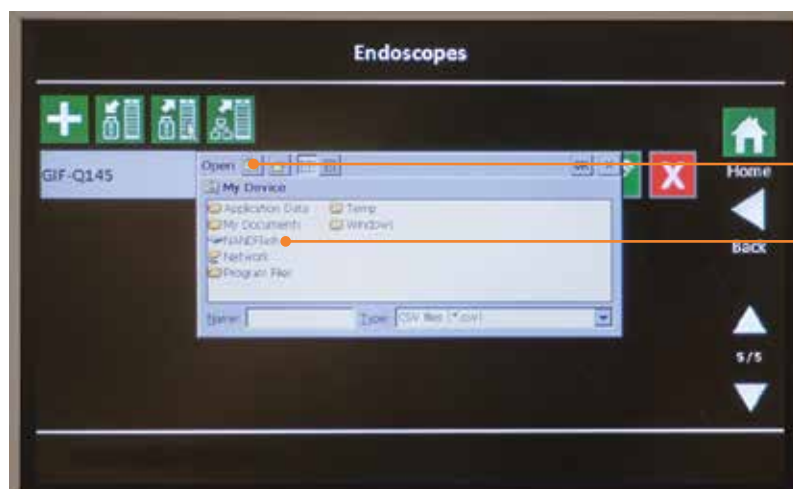 Endoscopes
GIF-Q145
Open
OK
My Device
Application Data
Temp
My Documents
Windows
NANDFlash
Network
Program Files
Name:
Type:
CSV files (*.csv)
Home
Back
5/5